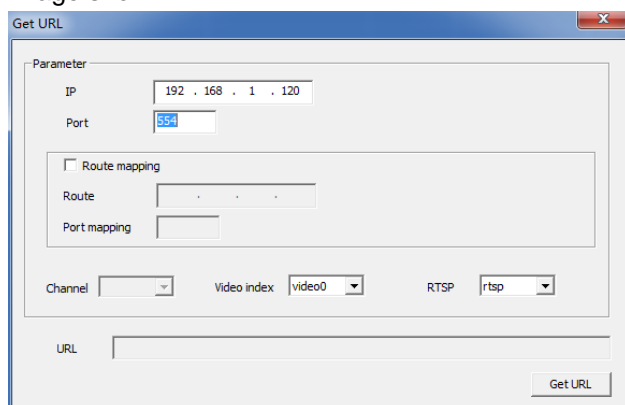 Get URL
Parameter
IP 192 . 168 . 1 . 120
Port 554
Route mapping
Route . . .
Port mapping
Channel Video index video0 RTSP rtsp
URL
Get URL